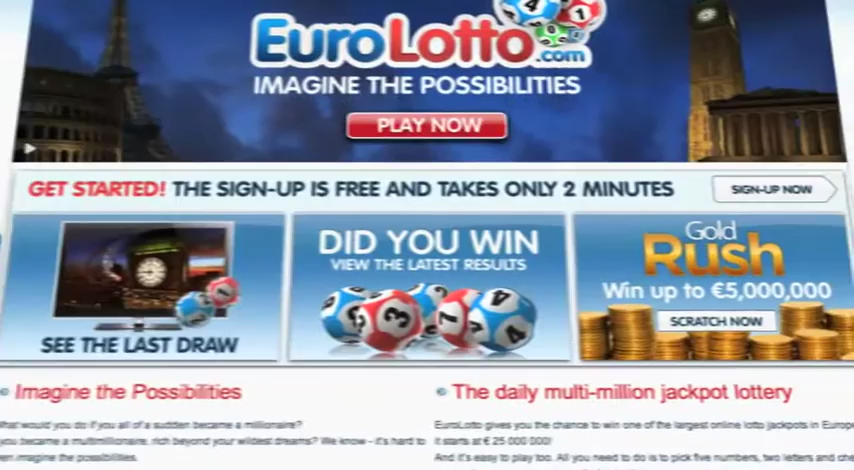 EuroLotto.com
IMAGINE THE POSSIBILITIES
PLAY NOW
GET STARTED! THE SIGN-UP IS FREE AND TAKES ONLY 2 MINUTES
SIGN-UP NOW
SEE THE LAST DRAW
DID YOU WIN
VIEW THE LATEST RESULTS
Gold
Rush
Win up to €5,000,000
SCRATCH NOW
Imagine the Possibilities
would you do if you all of a sudden became a millionaire?
you became a multimillionaire, rich beyond your wildest dreams? We know - it's hard to
imagine the possibilities.
The daily multi-million jackpot lottery
EuroLotto gives you the chance to win one of the largest online lotto jackpots in
It starts at € 25 000 000!
And it's easy to play too. All you need to do is to pick five numbers, two letters and